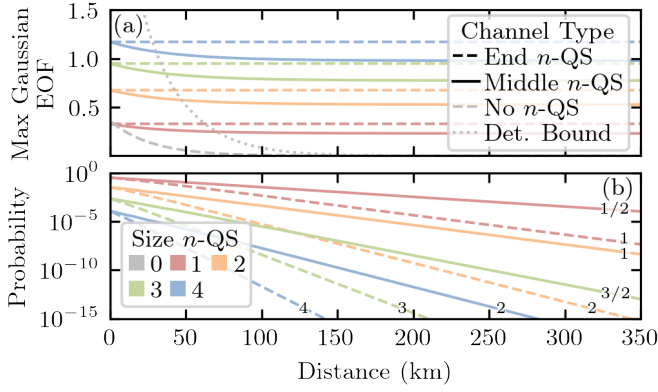 (a)
Max Gaussian
EOF
1.5
1.0
0.5
Channel Type
End n-QS
Middle n-QS
No n-QS
Det. Bound
(b)
Probability
10^0
10^-5
10^-10
10^-15
Size n-QS
0 1 2
3 4
1/2
1
1
3/2
4 3 2 2
0 50 100 150 200 250 300 350
Distance (km)